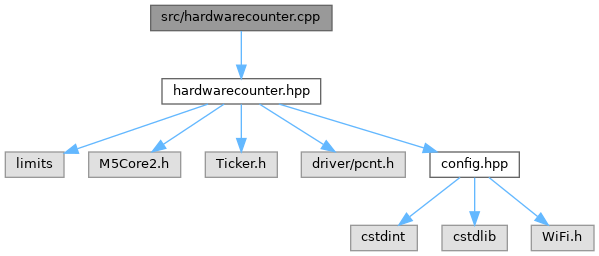 src/hardwarecounter.cpp
hardwarecounter.hpp
limits
M5Core2.h
Ticker.h
driver/pcnt.h
config.hpp
cstdint
cstdlib
WiFi.h